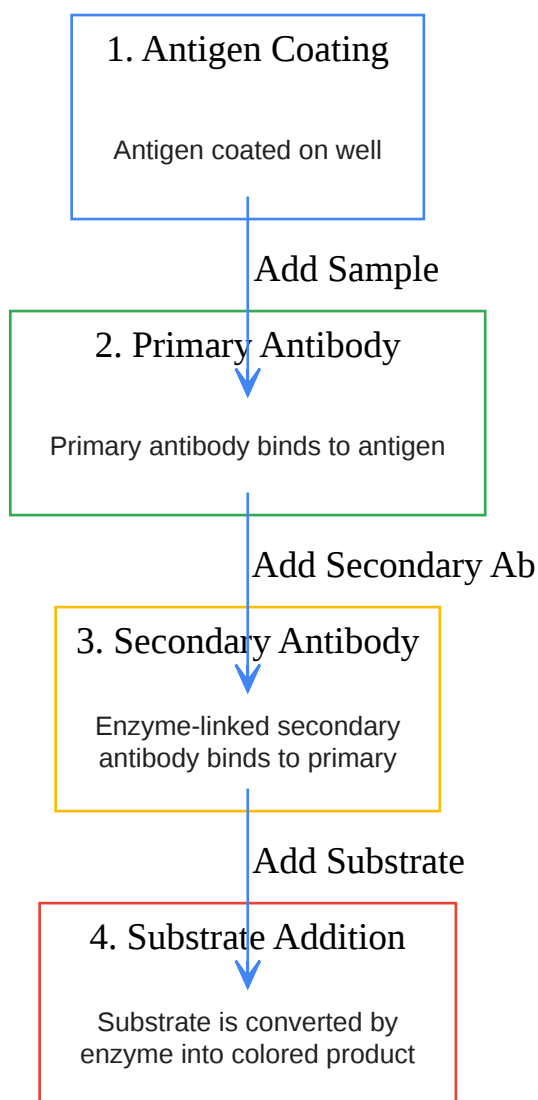 1. Antigen Coating
Antigen coated on well
Add Sample
2. Primary Antibody
Primary antibody binds to antigen
Add Secondary Ab
3. Secondary Antibody
Enzyme-linked secondary
antibody binds to primary
Add Substrate
4. Substrate Addition
Substrate is converted by
enzyme into colored product